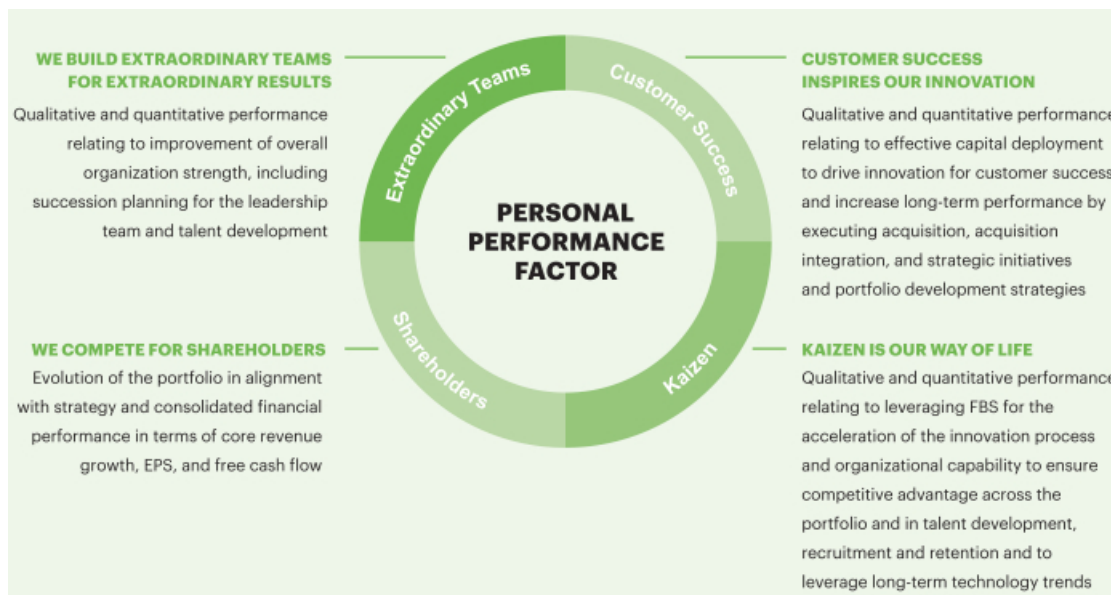 WE BUILD EXTRAORDINARY TEAMS
FOR EXTRAORDINARY RESULTS
Qualitative and quantitative performance
relating to improvement of overall
organization strength, including
succession planning for the leadership
team and talent development
Extraordinary Teams
Customer Success
CUSTOMER SUCCESS
INSPIRES OUR INNOVATION
Qualitative and quantitative performance
relating to effective capital deployment
to drive innovation for customer success
and increase long-term performance by
executing acquisition, acquisition
integration, and strategic initiatives
and portfolio development strategies
PERSONAL
PERFORMANCE
FACTOR
WE COMPETE FOR SHAREHOLDERS
Evolution of the portfolio in alignment
with strategy and consolidated financial
performance in terms of core revenue
growth, EPS, and free cash flow
Shareholders
Kaizen
KAIZEN IS OUR WAY OF LIFE
Qualitative and quantitative performance
relating to leveraging FBS for the
acceleration of the innovation process
and organizational capability to ensure
competitive advantage across the
portfolio and in talent development,
recruitment and retention and to
leverage long-term technology trends